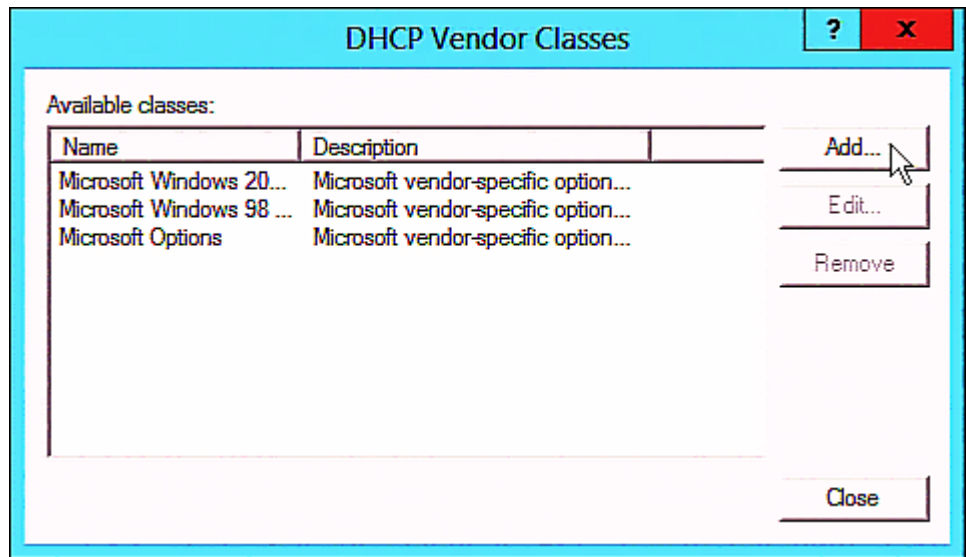 DHCP Vendor Classes ? x
Available classes:
Name Description
Microsoft Windows 20... Microsoft vendor-specific option...
Microsoft Windows 98 ... Microsoft vendor-specific option...
Microsoft Options Microsoft vendor-specific option...
Add...
Edit...
Remove
Close